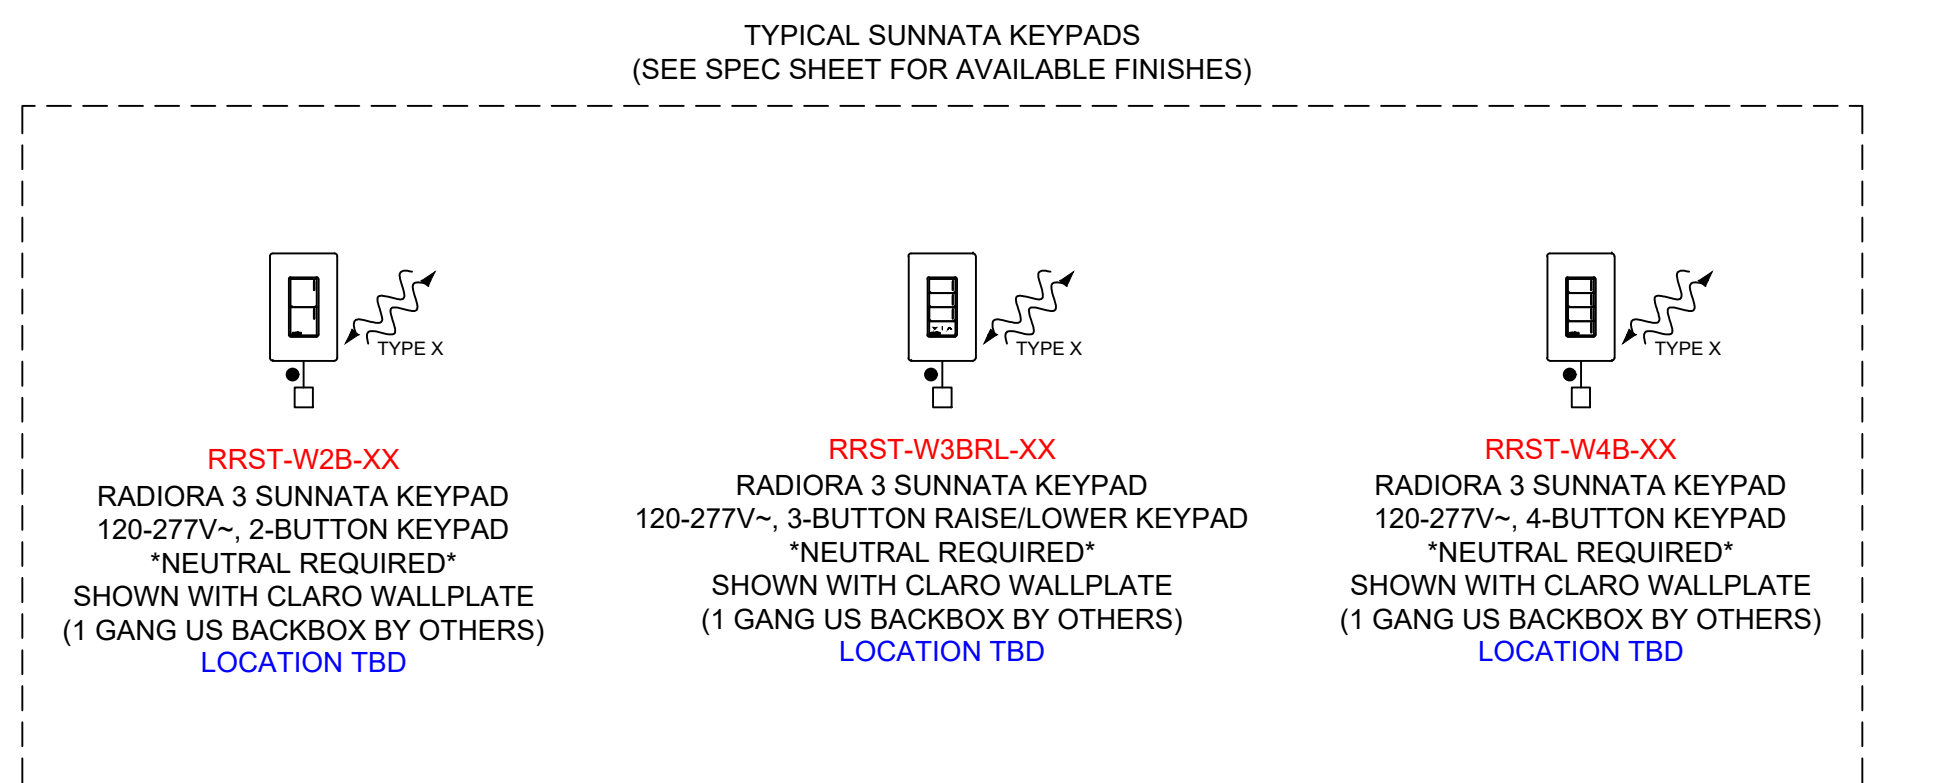 TYPICAL SUNNATA KEYPADS
(SEE SPEC SHEET FOR AVAILABLE FINISHES)
TYPE X
RRST-W2B-XX
RADIORA 3 SUNNATA KEYPAD
120-277V~, 2-BUTTON KEYPAD
*NEUTRAL REQUIRED*
SHOWN WITH CLARO WALLPLATE
(1 GANG US BACKBOX BY OTHERS)
LOCATION TBD
TYPE X
RRST-W3BRL-XX
RADIORA 3 SUNNATA KEYPAD
120-277V~, 3-BUTTON RAISE/LOWER KEYPAD
*NEUTRAL REQUIRED*
SHOWN WITH CLARO WALLPLATE
(1 GANG US BACKBOX BY OTHERS)
LOCATION TBD
TYPE X
RRST-W4B-XX
RADIORA 3 SUNNATA KEYPAD
120-277V~, 4-BUTTON KEYPAD
*NEUTRAL REQUIRED*
SHOWN WITH CLARO WALLPLATE
(1 GANG US BACKBOX BY OTHERS)
LOCATION TBD